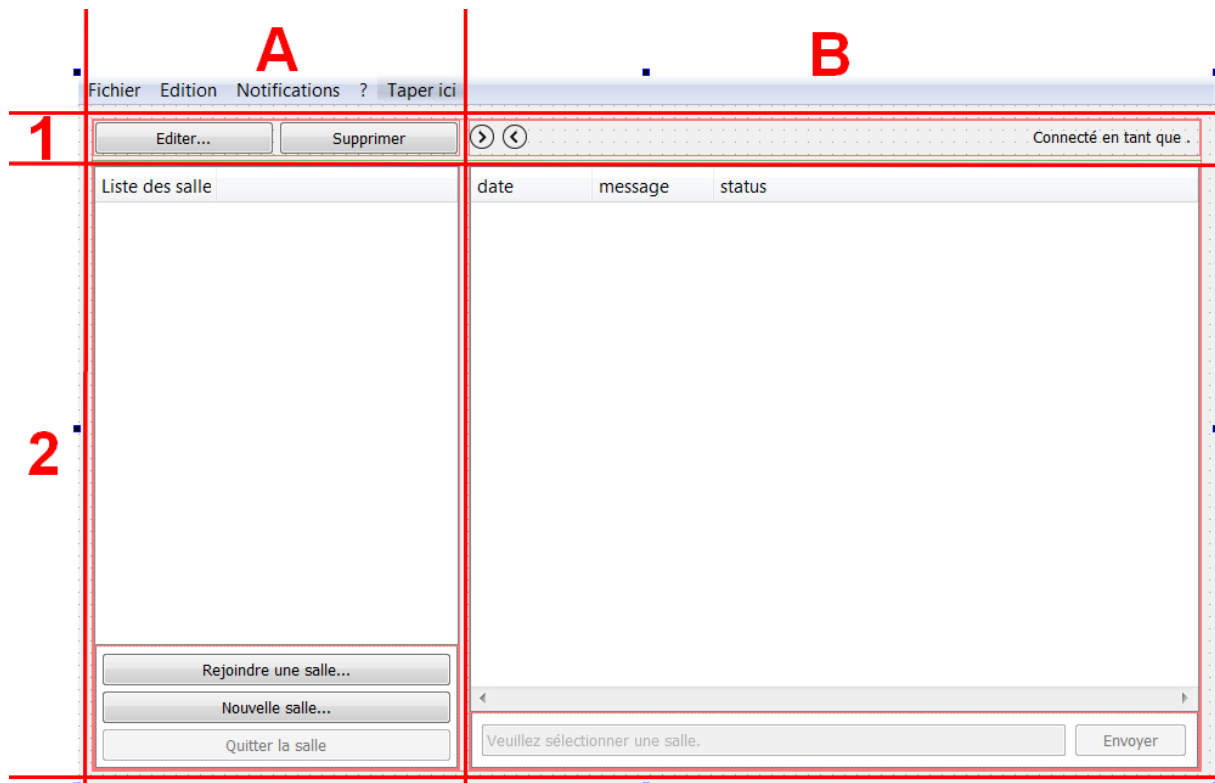 A B
Fichier Edition Notifications ? Taper ici
1 Editer... Supprimer Connecté en tant que .
Liste des salle date message status
2
Rejoindre une salle...
Nouvelle salle...
Quitter la salle Veuillez sélectionner une salle. Envoyer